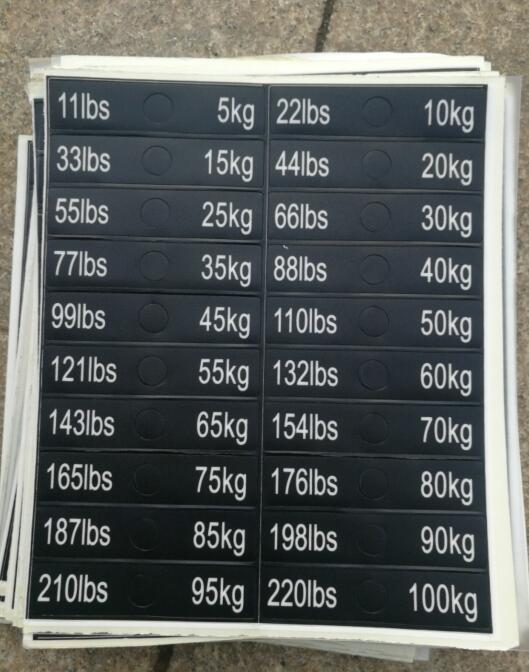 11lbs 5kg 22lbs 10kg
33lbs 15kg 44lbs 20kg
55lbs 25kg 66lbs 30kg
77lbs 35kg 88lbs 40kg
99lbs 45kg 110lbs 50kg
121lbs 55kg 132lbs 60kg
143lbs 65kg 154lbs 70kg
165lbs 75kg 176lbs 80kg
187lbs 85kg 198lbs 90kg
210lbs 95kg 220lbs 100kg